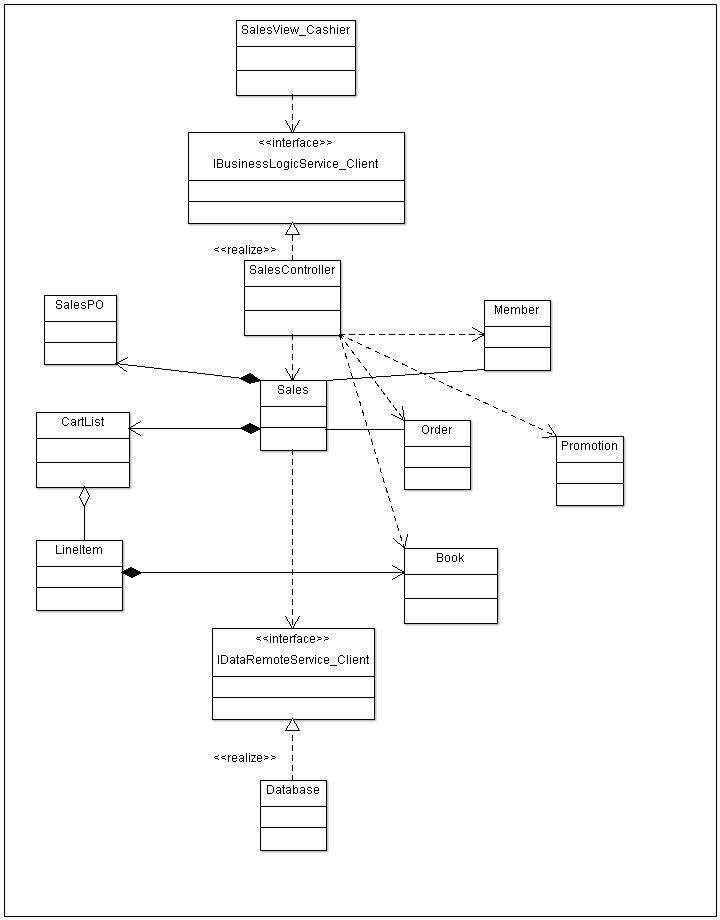 SalesView_Cashier
<<interface>>
IBusinessLogicService_Client
<<realize>>
SalesController
SalesPO
Member
Sales
CartList
Order
Promotion
LineItem
Book
<<interface>>
IDataRemoteService_Client
<<realize>>
Database